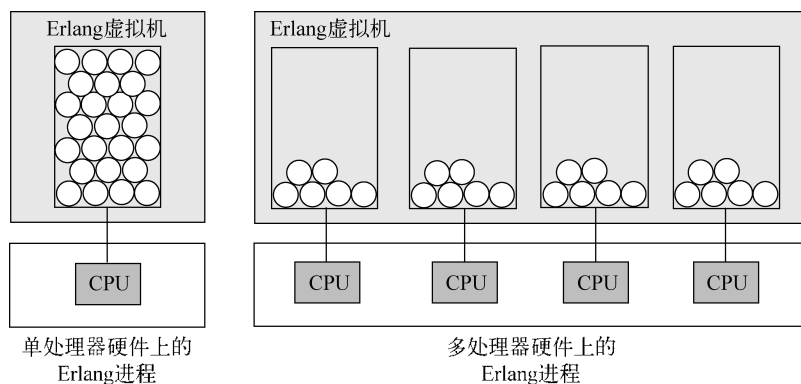 Erlang虚拟机
CPU
单处理器硬件上的
Erlang进程
Erlang虚拟机
CPU
CPU
CPU
CPU
多处理器硬件上的
Erlang进程